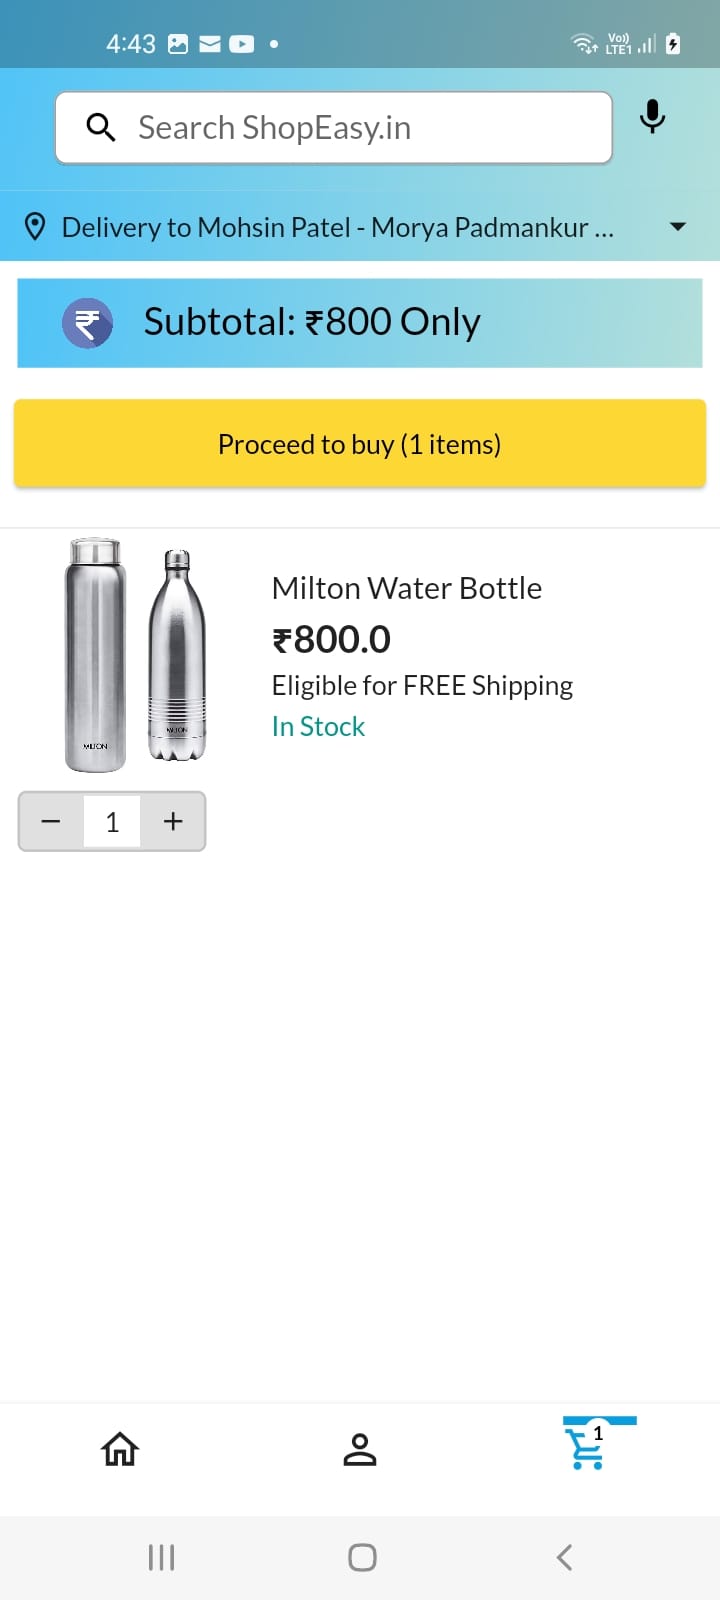 4:43
Vo)) LTE1
Search ShopEasy.in
Delivery to Mohsin Patel - Morya Padmankur ...
Subtotal: ₹800 Only
Proceed to buy (1 items)
Milton Water Bottle
₹800.0
Eligible for FREE Shipping
In Stock
MILTON
MILTON
1
1